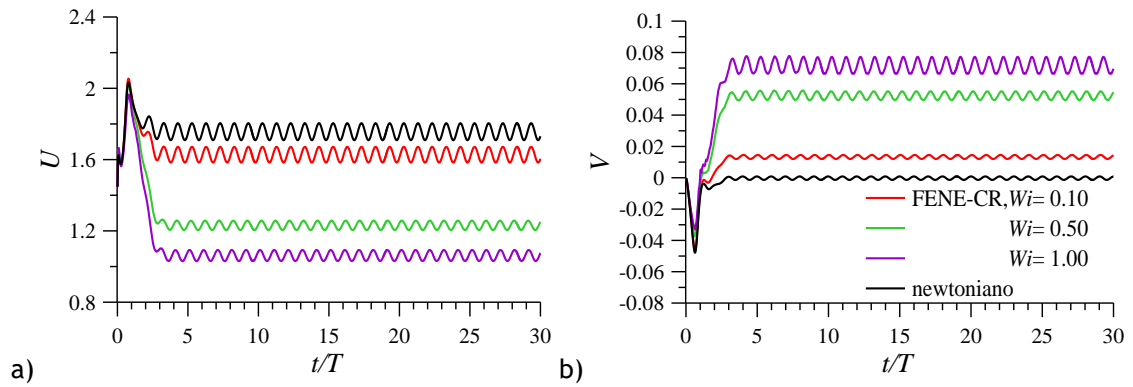 2.4
2
1.6
1.2
0.8
U
0 5 10 15 20 25 30
t/T
a)
0.1
0.08
0.06
0.04
0.02
0
-0.02
-0.04
-0.06
-0.08
V
FENE-CR, Wi= 0.10
Wi= 0.50
Wi= 1.00
newtoniano
0 5 10 15 20 25 30
t/T
b)